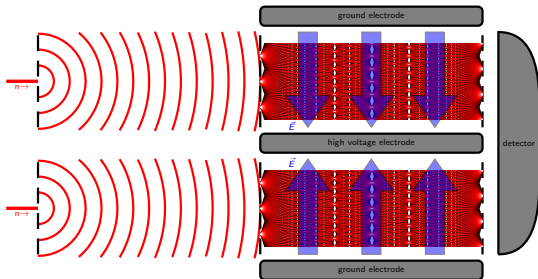 ground electrode
n→
E
high voltage electrode
detector
E
n→
ground electrode